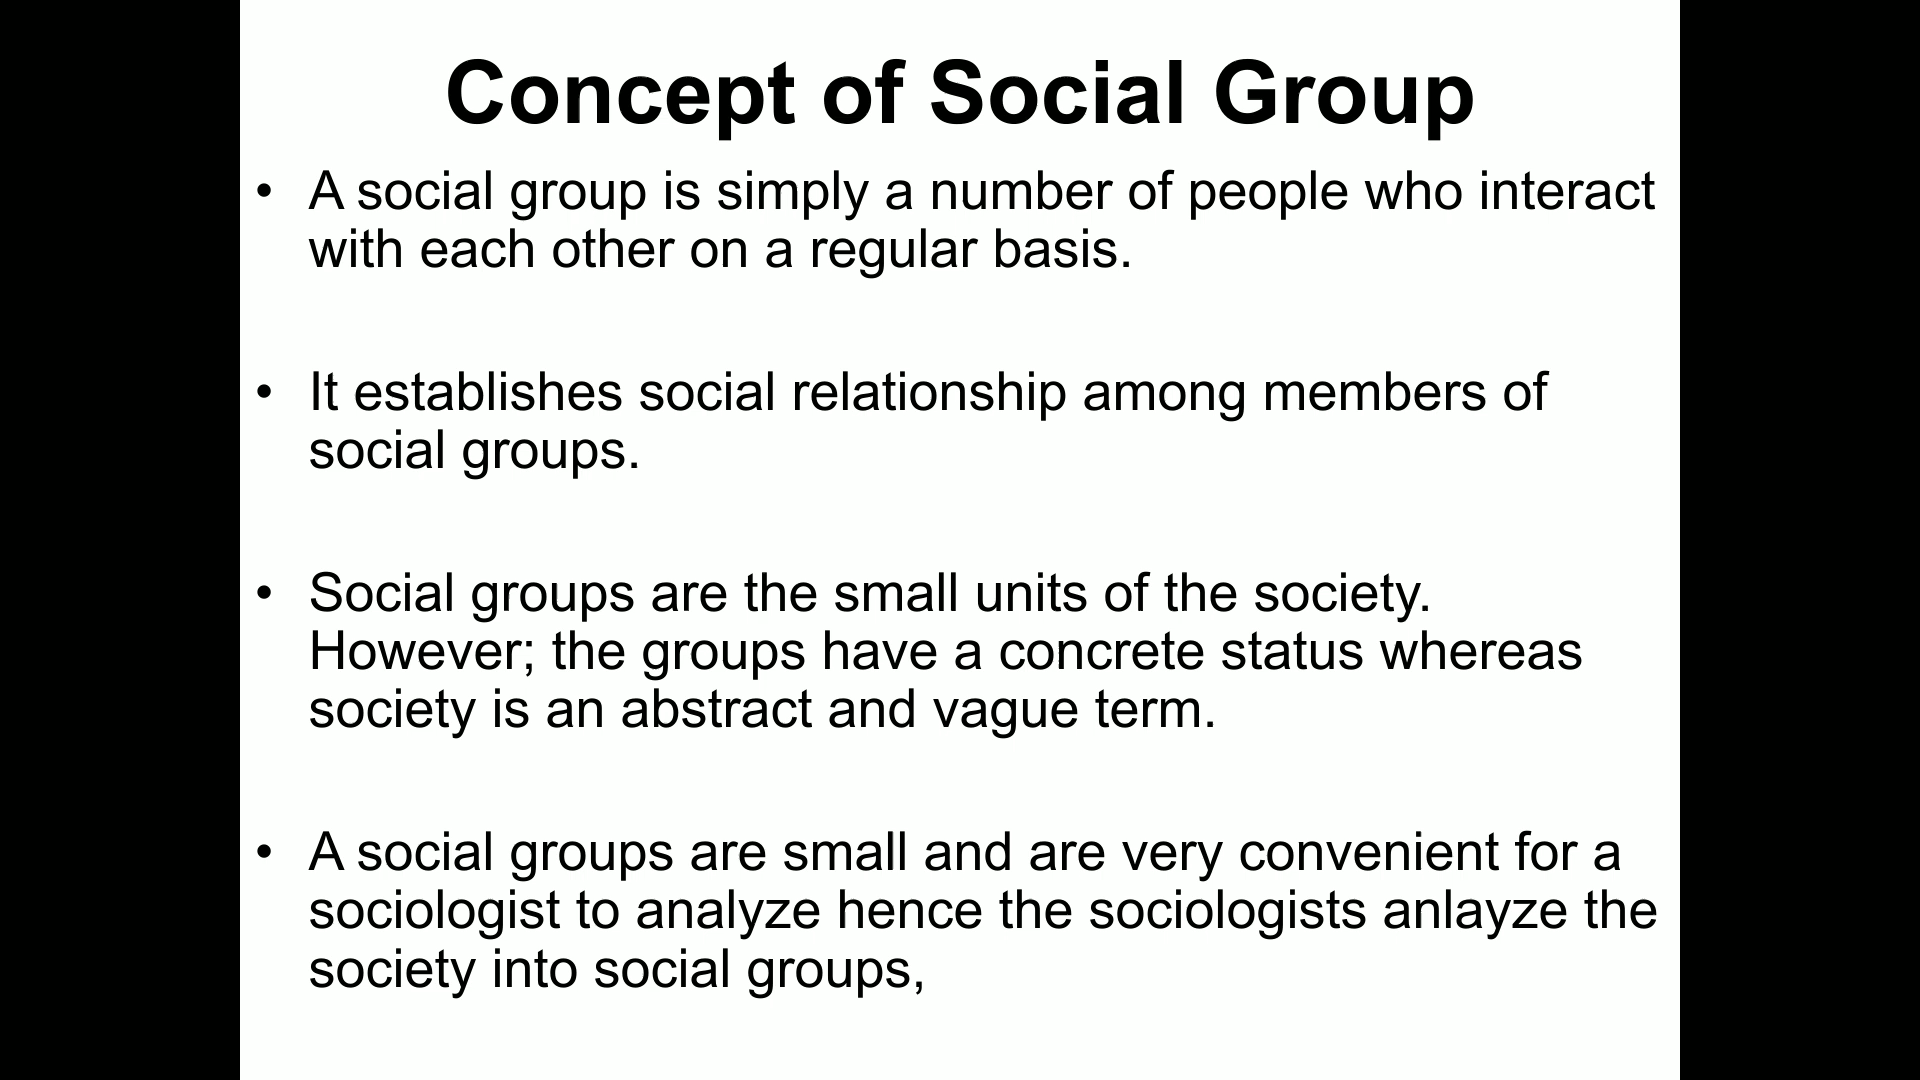 Concept of Social Group
• A social group is simply a number of people who interact
with each other on a regular basis.
• It establishes social relationship among members of
social groups.
• Social groups are the small units of the society.
However; the groups have a concrete status whereas
society is an abstract and vague term.
• A social groups are small and are very convenient for a
sociologist to analyze hence the sociologists anlayze the
society into social groups,